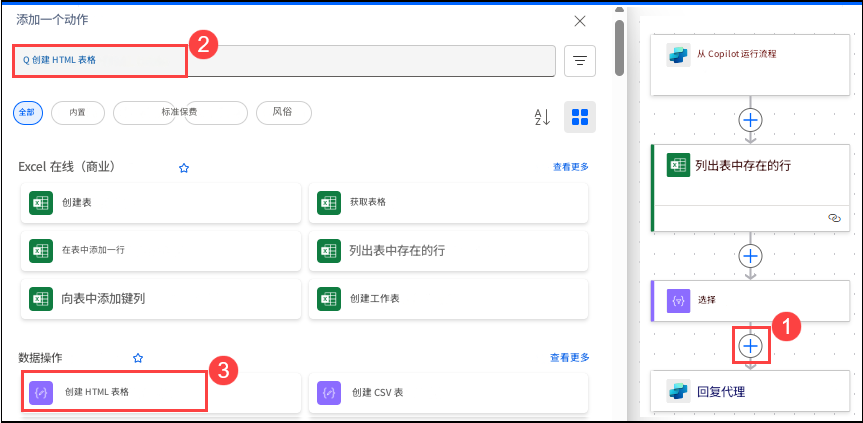 添加一个动作
2
Q 创建 HTML 表格
全部
内置
标准保费
风俗
A
Z
Excel 在线（商业）
查看更多
创建表
获取表格
在表中添加一行
列出表中存在的行
向表中添加键列
创建工作表
数据操作
查看更多
3
创建 HTML 表格
创建 CSV 表
从 Copilot 运行流程
列出表中存在的行
选择
1
回复代理